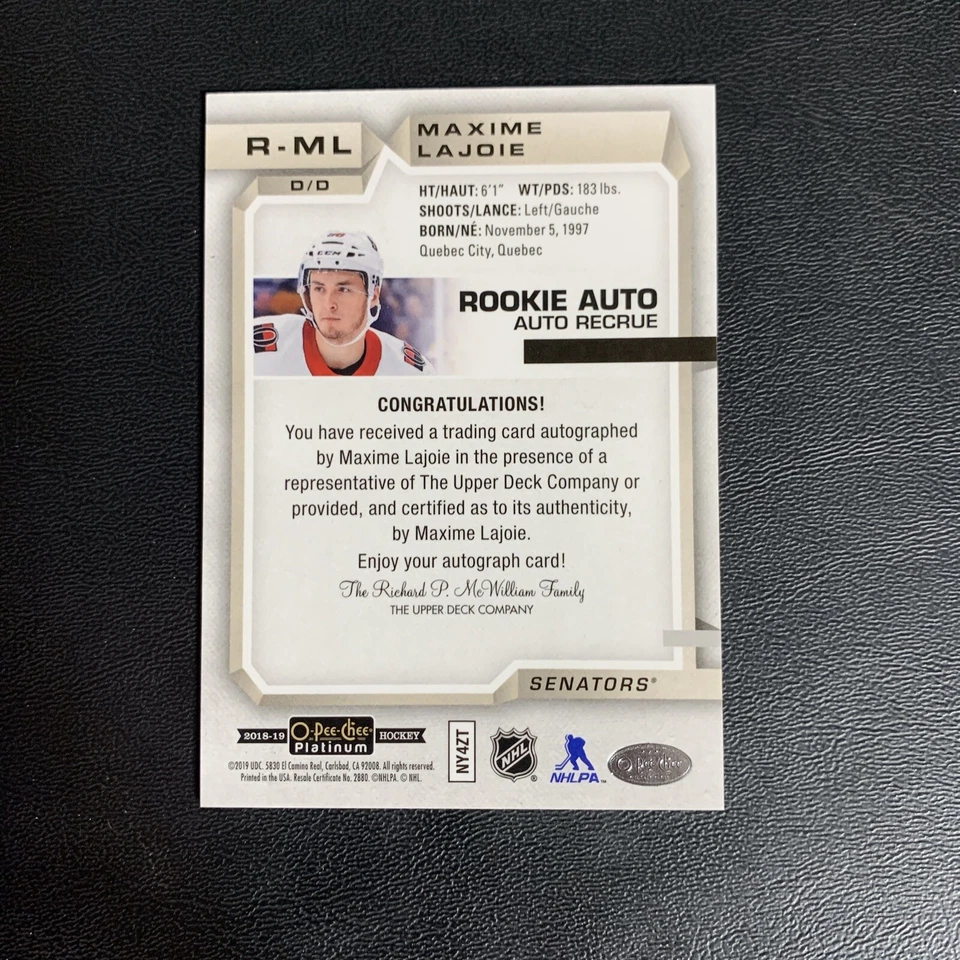 R-ML
MAXIME
LAJOIE
D/D
HT/HAUT: 6'1" WT/PDS: 183 lbs.
SHOOTS/LANCE: Left/Gauche
BORN/NÉ: November 5, 1997
Quebec City, Quebec
CCM
ROOKIE AUTO
AUTO RECRUE
CONGRATULATIONS!
You have received a trading card autographed
by Maxime Lajoie in the presence of a
representative of The Upper Deck Company or
provided, and certified as to its authenticity,
by Maxime Lajoie.
Enjoy your autograph card!
The Richard P. McWilliam Family
THE UPPER DECK COMPANY
SENATORS®
2018-19 O-Pee-Chee® Platinum HOCKEY
©2019 UDC. 5830 El Camino Real, Carlsbad, CA 92008. All rights reserved.
Printed in the USA. Resale Certificate No. 2880. ©NHLPA. © NHL.
NY4ZT
NHL®
NHLPA™
O-Pee-Chee